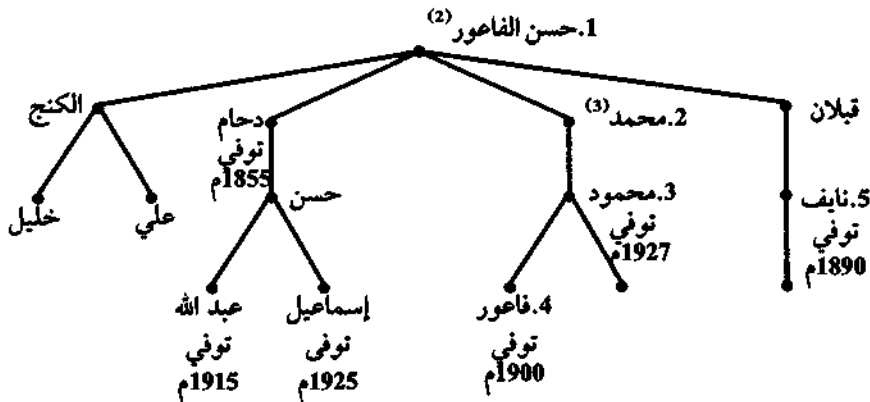 1.حسن الفاعور (2)
قبلان
2.محمد (3)
دحام
توفي
1855م
الكنج
5.نايف
توفي
1890م
3.محمود
توفي
1927م
حسن
علي
خليل
4.فاعور
توفي
1900م
إسماعيل
توفى
1925م
عبد الله
توفي
1915م